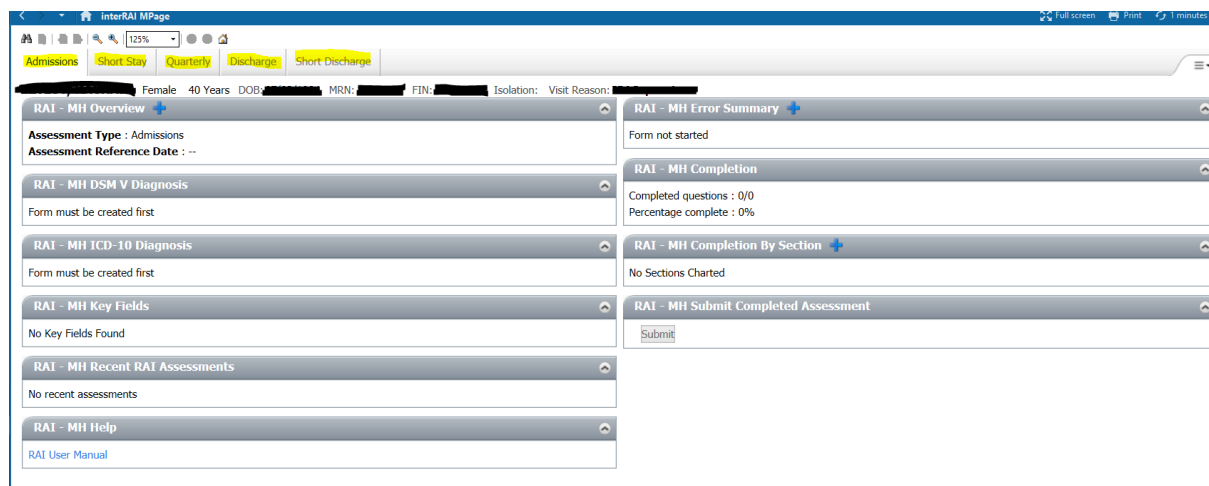 interRAI MPage
Full screen Print 1 minutes
125%
Admissions Short Stay Quarterly Discharge Short Discharge
Female 40 Years DOB: MRN: FIN: Isolation: Visit Reason:
RAI - MH Overview
Assessment Type : Admissions
Assessment Reference Date : --
RAI - MH DSM V Diagnosis
Form must be created first
RAI - MH ICD-10 Diagnosis
Form must be created first
RAI - MH Key Fields
No Key Fields Found
RAI - MH Recent RAI Assessments
No recent assessments
RAI - MH Help
RAI User Manual
RAI - MH Error Summary
Form not started
RAI - MH Completion
Completed questions : 0/0
Percentage complete : 0%
RAI - MH Completion By Section
No Sections Charted
RAI - MH Submit Completed Assessment
Submit